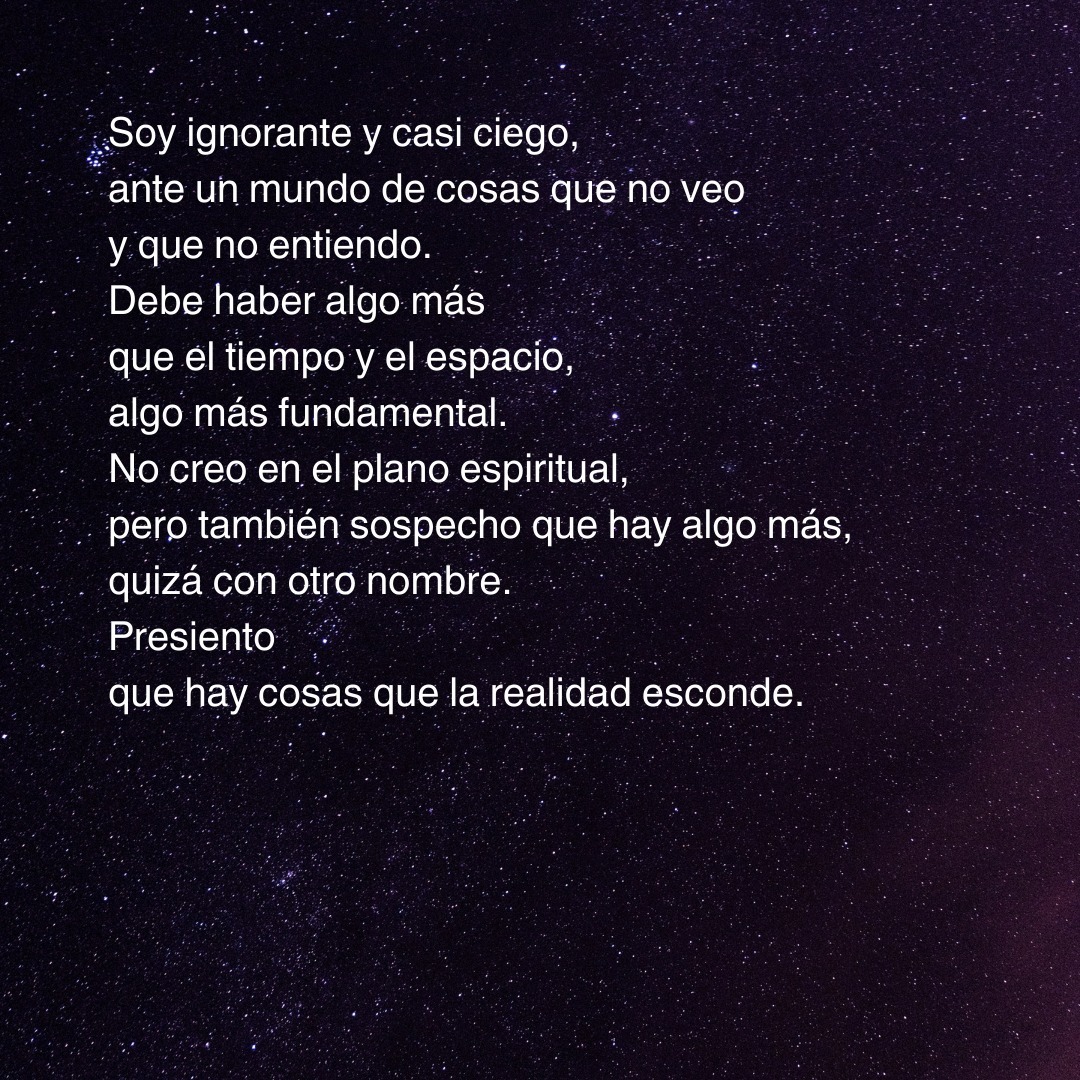 Soy ignorante y casi ciego,
ante un mundo de cosas que no veo
y que no entiendo.
Debe haber algo más
que el tiempo y el espacio,
algo más fundamental.
No creo en el plano espiritual,
pero también sospecho que hay algo más,
quizá con otro nombre.
Presiento
que hay cosas que la realidad esconde.